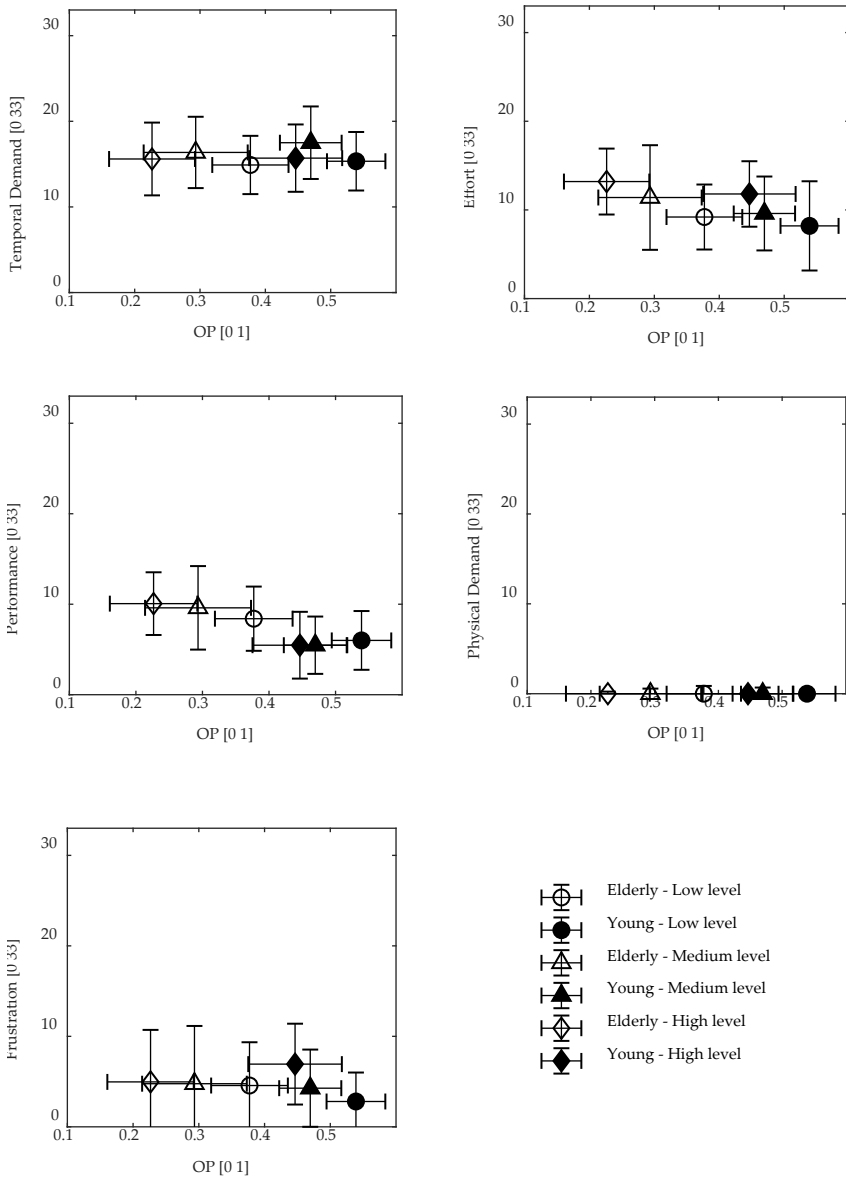 30
20
10
0
Temporal Demand [0 33]
0.1 0.2 0.3 0.4 0.5
OP [0 1]
30
20
10
0
Effort [0 33]
0.1 0.2 0.3 0.4 0.5
OP [0 1]
30
20
10
0
Performance [0 33]
0.1 0.2 0.3 0.4 0.5
OP [0 1]
30
20
10
0
Physical Demand [0 33]
0.1 0.2 0.3 0.4 0.5
OP [0 1]
30
20
10
0
Frustration [0 33]
0.1 0.2 0.3 0.4 0.5
OP [0 1]
Elderly - Low level
Young - Low level
Elderly - Medium level
Young - Medium level
Elderly - High level
Young - High level